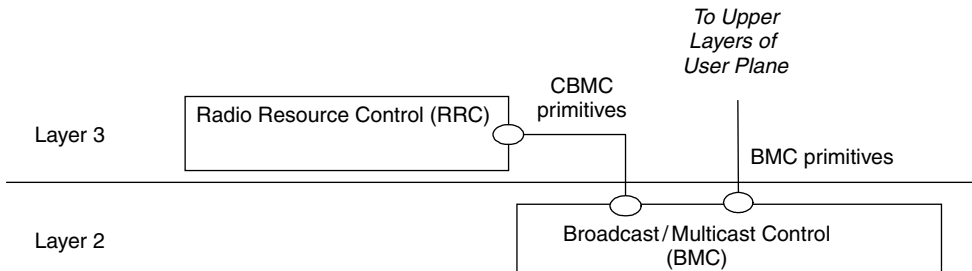 To Upper
Layers of
User Plane
CBMC
primitives
Radio Resource Control (RRC)
Layer 3
BMC primitives
Layer 2
Broadcast/Multicast Control
(BMC)